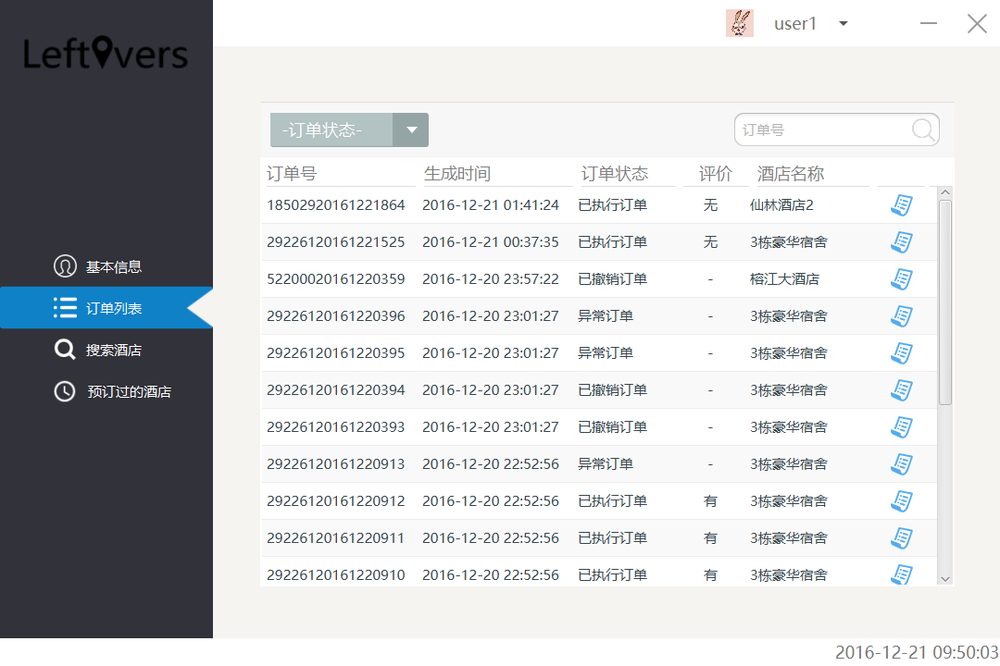 Leftovers
user1
-订单状态-
订单号
订单号 生成时间 订单状态 评价 酒店名称
18502920161221864 2016-12-21 01:41:24 已执行订单 无 仙林酒店2
29226120161221525 2016-12-21 00:37:35 已执行订单 无 3栋豪华宿舍
52200020161220359 2016-12-20 23:57:22 已撤销订单 - 榕江大酒店
29226120161220396 2016-12-20 23:01:27 异常订单 - 3栋豪华宿舍
29226120161220395 2016-12-20 23:01:27 异常订单 - 3栋豪华宿舍
29226120161220394 2016-12-20 23:01:27 已撤销订单 - 3栋豪华宿舍
29226120161220393 2016-12-20 23:01:27 已撤销订单 - 3栋豪华宿舍
29226120161220913 2016-12-20 22:52:56 异常订单 - 3栋豪华宿舍
29226120161220912 2016-12-20 22:52:56 已执行订单 有 3栋豪华宿舍
29226120161220911 2016-12-20 22:52:56 已执行订单 有 3栋豪华宿舍
29226120161220910 2016-12-20 22:52:56 已执行订单 有 3栋豪华宿舍
基本信息
订单列表
搜索酒店
预订过的酒店
2016-12-21 09:50:03